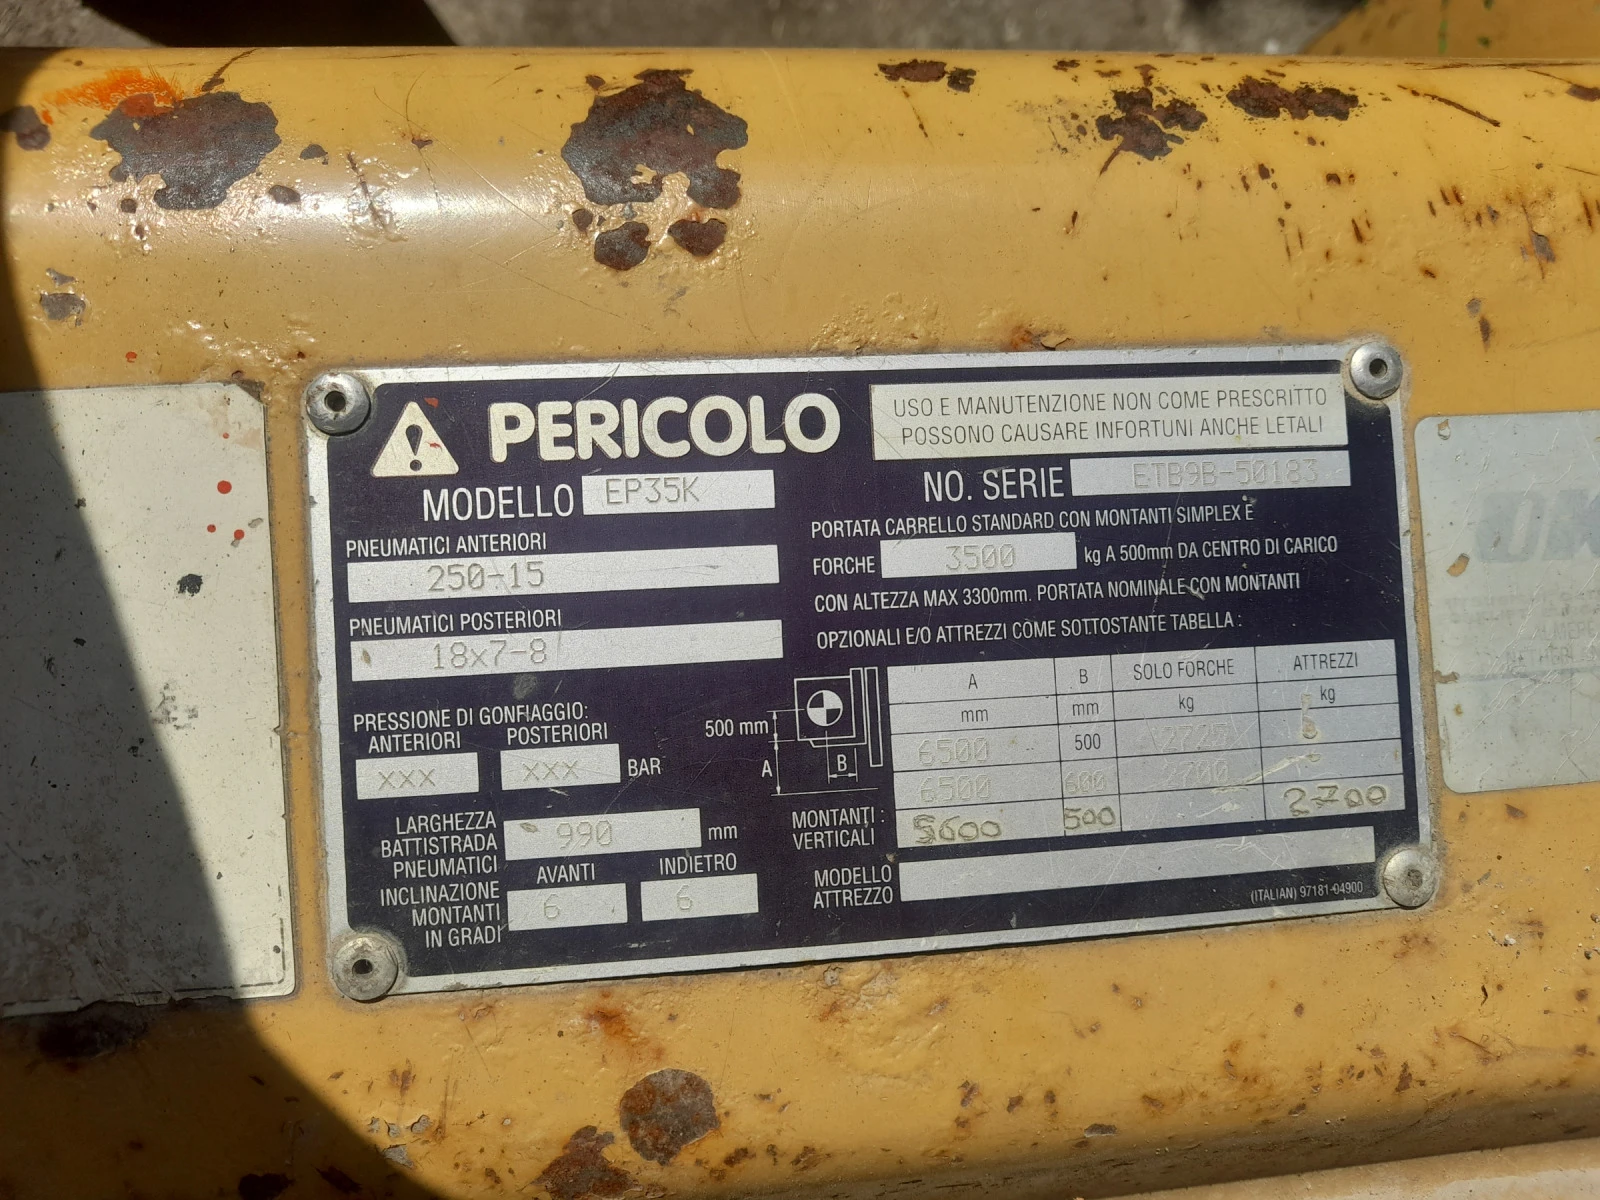 PERICOLO
USO E MANUTENZIONE NON COME PRESCRITTO
POSSONO CAUSARE INFORTUNI ANCHE LETALI
MODELLO EP35K
NO. SERIE ETB9B-50183
PNEUMATICI ANTERIORI
250-15
PNEUMATICI POSTERIORI
18x7-8
PRESSIONE DI GONFIAGGIO:
ANTERIORI POSTERIORI
XXX XXX BAR
LARGHEZZA
BATTISTRADA 990 mm
PNEUMATICI
INCLINAZIONE AVANTI INDIETRO
MONTANTI 6 6
IN GRADI
PORTATA CARRELLO STANDARD CON MONTANTI SIMPLEX E
FORCHE 3500 kg A 500mm DA CENTRO DI CARICO
CON ALTEZZA MAX 3300mm. PORTATA NOMINALE CON MONTANTI
OPZIONALI E/O ATTREZZI COME SOTTOSTANTE TABELLA :
500 mm
A
B
A B SOLO FORCHE ATTREZZI
mm mm kg kg
6500 500 2725
6500 600 2700
MONTANTI :
VERTICALI 5600 500 2700
MODELLO
ATTREZZO
(ITALIAN) 97181-04900